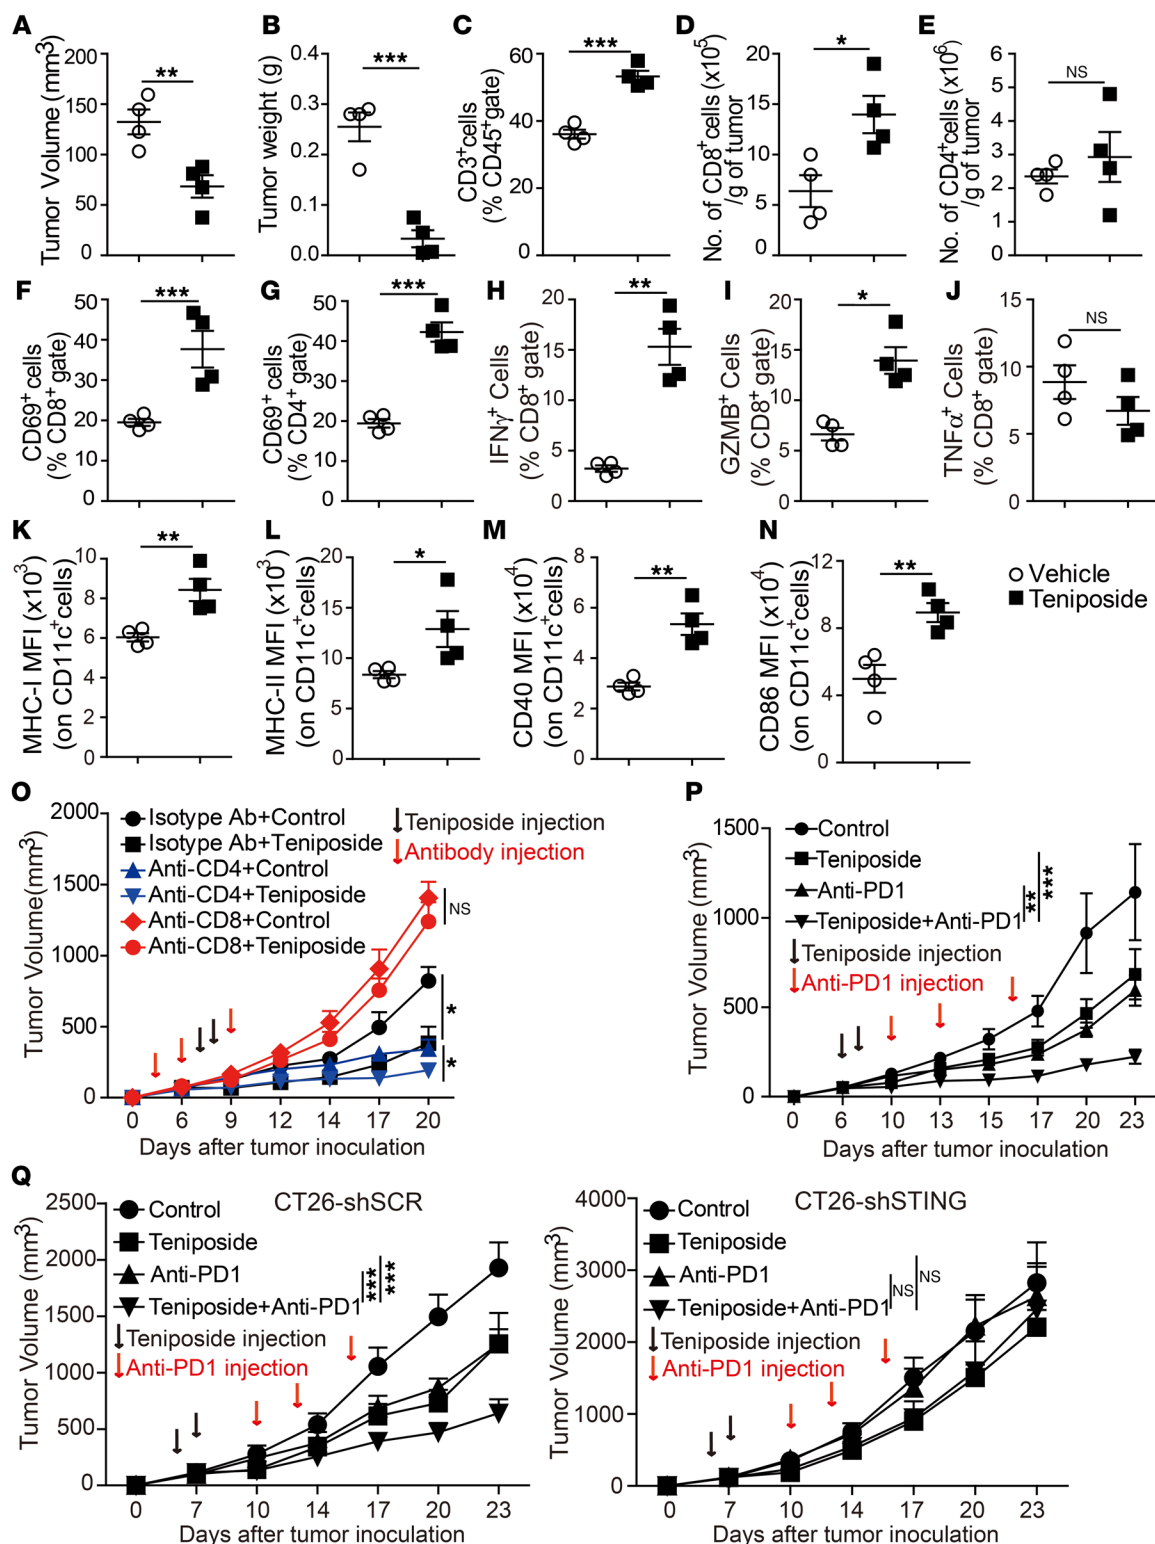 A
Tumor Volume (mm³)
200
150
100
50
0
**
B
Tumor weight (g)
0.4
0.3
0.2
0.1
0.0
***
C
CD3⁺cells
(% CD45⁺gate)
60
40
20
0
***
D
No. of CD8⁺cells (x10⁵)
/g of tumor
20
15
10
5
0
*
E
No. of CD4⁺cells (x10⁶)
/g of tumor
6
5
4
3
2
1
0
NS
F
CD69⁺cells
(% CD8⁺ gate)
50
40
30
20
10
0
***
G
CD69⁺cells
(% CD4⁺ gate)
50
40
30
20
10
0
***
H
IFNγ⁺ Cells
(% CD8⁺ gate)
20
15
10
5
0
**
I
GZMB⁺ Cells
(% CD8⁺ gate)
20
15
10
5
0
*
J
TNFα⁺ Cells
(% CD8⁺ gate)
15
10
5
0
NS
K
MHC-I MFI (x10³)
(on CD11c⁺cells)
10
8
6
4
2
0
**
L
MHC-II MFI (x10³)
(on CD11c⁺cells)
20
15
10
5
0
*
M
CD40 MFI (x10⁴)
(on CD11c⁺cells)
8
6
4
2
0
**
N
CD86 MFI (x10⁴)
(on CD11c⁺cells)
12
8
4
0
**
Vehicle
Teniposide
O
Tumor Volume(mm³)
2000
1500
1000
500
0
Isotype Ab+Control
Isotype Ab+Teniposide
Anti-CD4+Control
Anti-CD4+Teniposide
Anti-CD8+Control
Anti-CD8+Teniposide
Teniposide injection
Antibody injection
NS
*
*
0 6 9 12 14 17 20
Days after tumor inoculation
P
Tumor Volume (mm³)
1500
1000
500
0
Control
Teniposide
Anti-PD1
Teniposide+Anti-PD1
Teniposide injection
Anti-PD1 injection
**
***
0 6 10 13 15 17 20 23
Days after tumor inoculation
Q
CT26-shSCR
Tumor Volume (mm³)
2500
2000
1500
1000
500
0
Control
Teniposide
Anti-PD1
Teniposide+Anti-PD1
Teniposide injection
Anti-PD1 injection
***
***
0 7 10 14 17 20 23
Days after tumor inoculation
CT26-shSTING
Tumor Volume (mm³)
4000
3000
2000
1000
0
Control
Teniposide
Anti-PD1
Teniposide+Anti-PD1
Teniposide injection
Anti-PD1 injection
NS
NS
0 7 10 14 17 20 23
Days after tumor inoculation